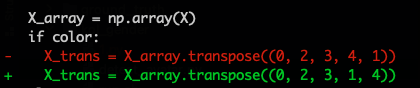 X_array = np.array(X)
if color:
- X_trans = X_array.transpose((0, 2, 3, 4, 1))
+ X_trans = X_array.transpose((0, 2, 3, 1, 4))